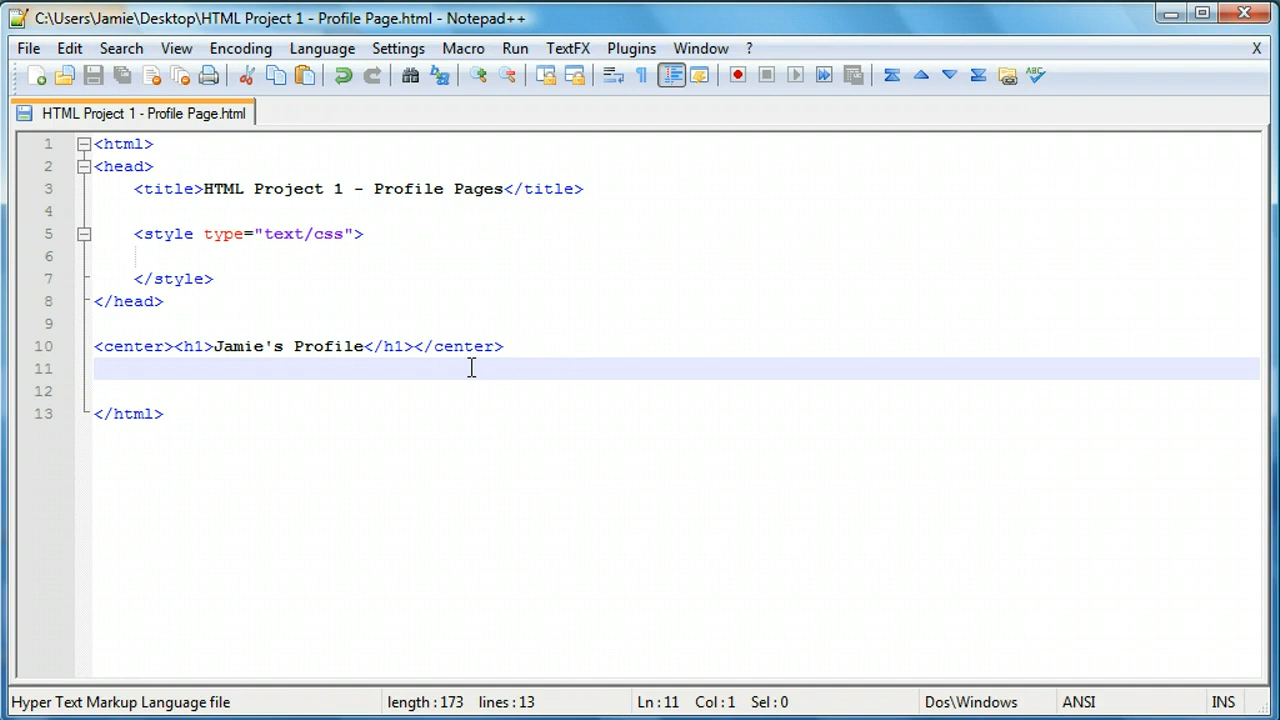 C:\Users\Jamie\Desktop\HTML Project 1 - Profile Page.html - Notepad++
File Edit Search View Encoding Language Settings Macro Run TextFX Plugins Window ? X
ABC
HTML Project 1 - Profile Page.html
1 <html>
2 <head>
3 <title>HTML Project 1 - Profile Pages</title>
4
5 <style type="text/css">
6
7 </style>
8 </head>
9
10 <center><h1>Jamie's Profile</h1></center>
11
12
13 </html>
Hyper Text Markup Language file length : 173 lines : 13 Ln : 11 Col : 1 Sel : 0 Dos\Windows ANSI INS